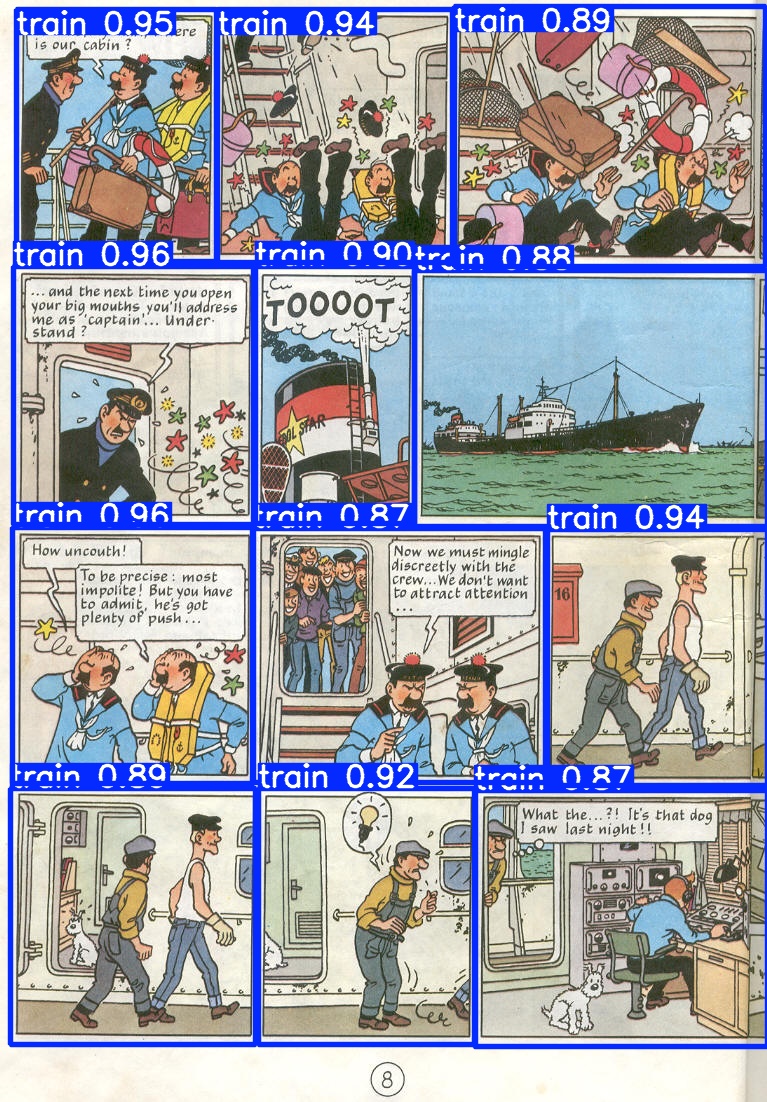 train 0.95
train 0.94
train 0.89
is our cabin?
train 0.96
train 0.90
train 0.88
...and the next time you open
your big mouths you'll address
me as 'captain'... Under-
stand?
TOOOOT
STAR
train 0.96
train 0.87
train 0.94
How uncouth!
To be precise: most
impolite! But you have
to admit, he's got
plenty of push...
Now we must mingle
discreetly with the
crew... We don't want
to attract attention
...
16
train 0.89
train 0.92
train 0.87
What the...?! It's that dog
I saw last night!!
8